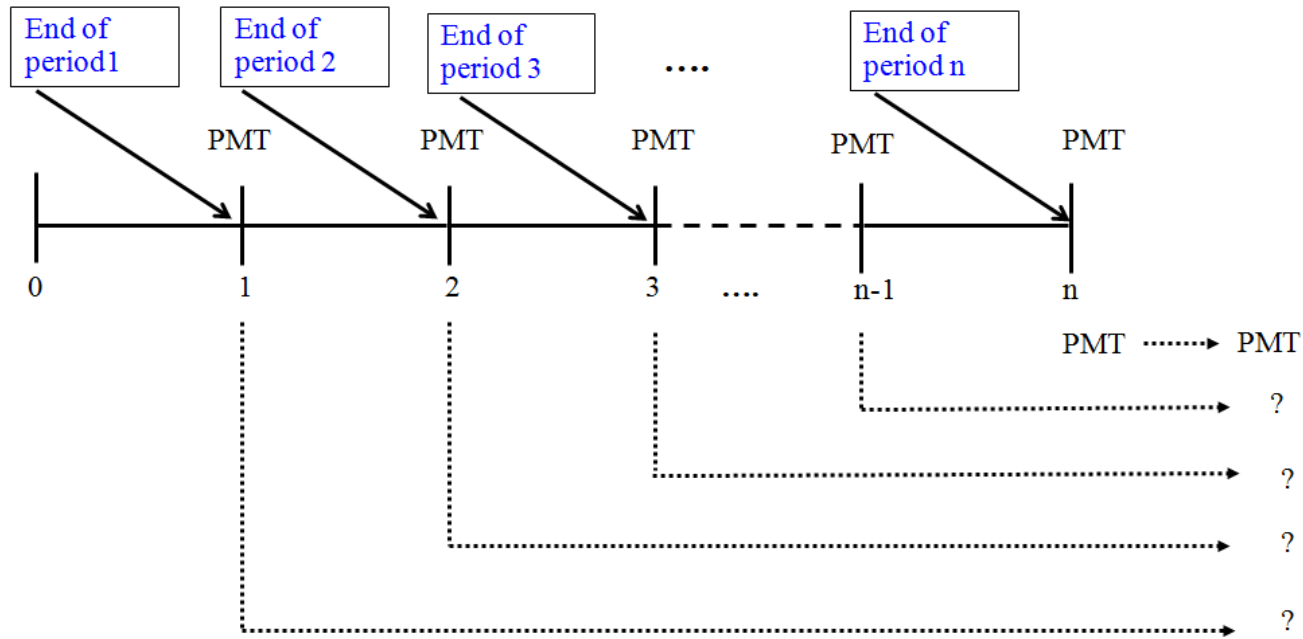 End of
period1
End of
period 2
End of
period 3
....
End of
period n
PMT
PMT
PMT
PMT
PMT
0
1
2
3
....
n-1
n
PMT
PMT
?
?
?
?